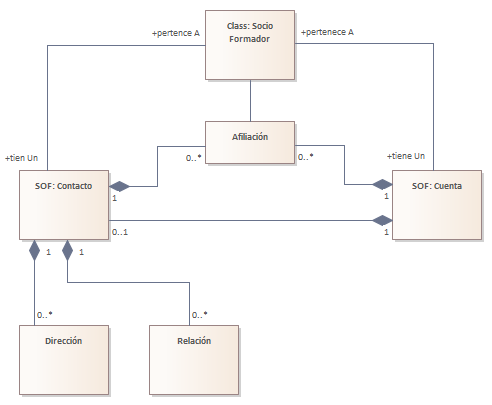 Class: Socio
Formador
+pertence A
+pertenece A
Afiliación
0..*
0..*
+tien Un
+tiene Un
SOF: Contacto
SOF: Cuenta
1
1
0..1
1
1
1
0..*
0..*
Dirección
Relación